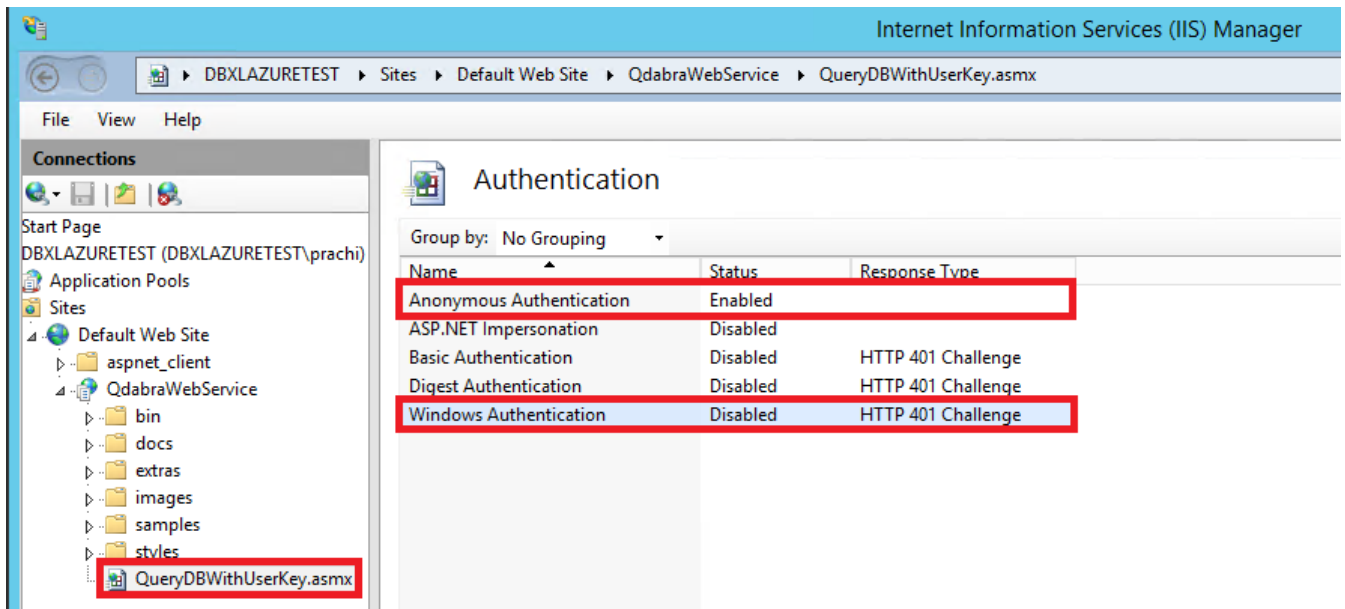 Internet Information Services (IIS) Manager
DBXLAZURETEST Sites Default Web Site QdabraWebService QueryDBWithUserKey.asmx
File View Help
Connections
Start Page
DBXLAZURETEST (DBXLAZURETEST\prachi)
Application Pools
Sites
Default Web Site
aspnet_client
QdabraWebService
bin
docs
extras
images
samples
styles
QueryDBWithUserKey.asmx
Authentication
Group by: No Grouping
Name Status Response Type
Anonymous Authentication Enabled
ASP.NET Impersonation Disabled
Basic Authentication Disabled HTTP 401 Challenge
Digest Authentication Disabled HTTP 401 Challenge
Windows Authentication Disabled HTTP 401 Challenge